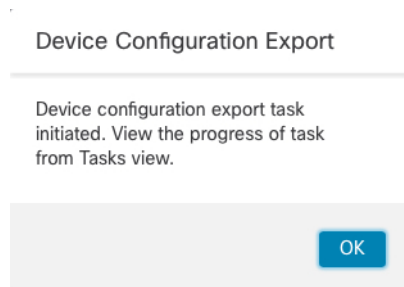 Device Configuration Export
Device configuration export task
initiated. View the progress of task
from Tasks view.
OK